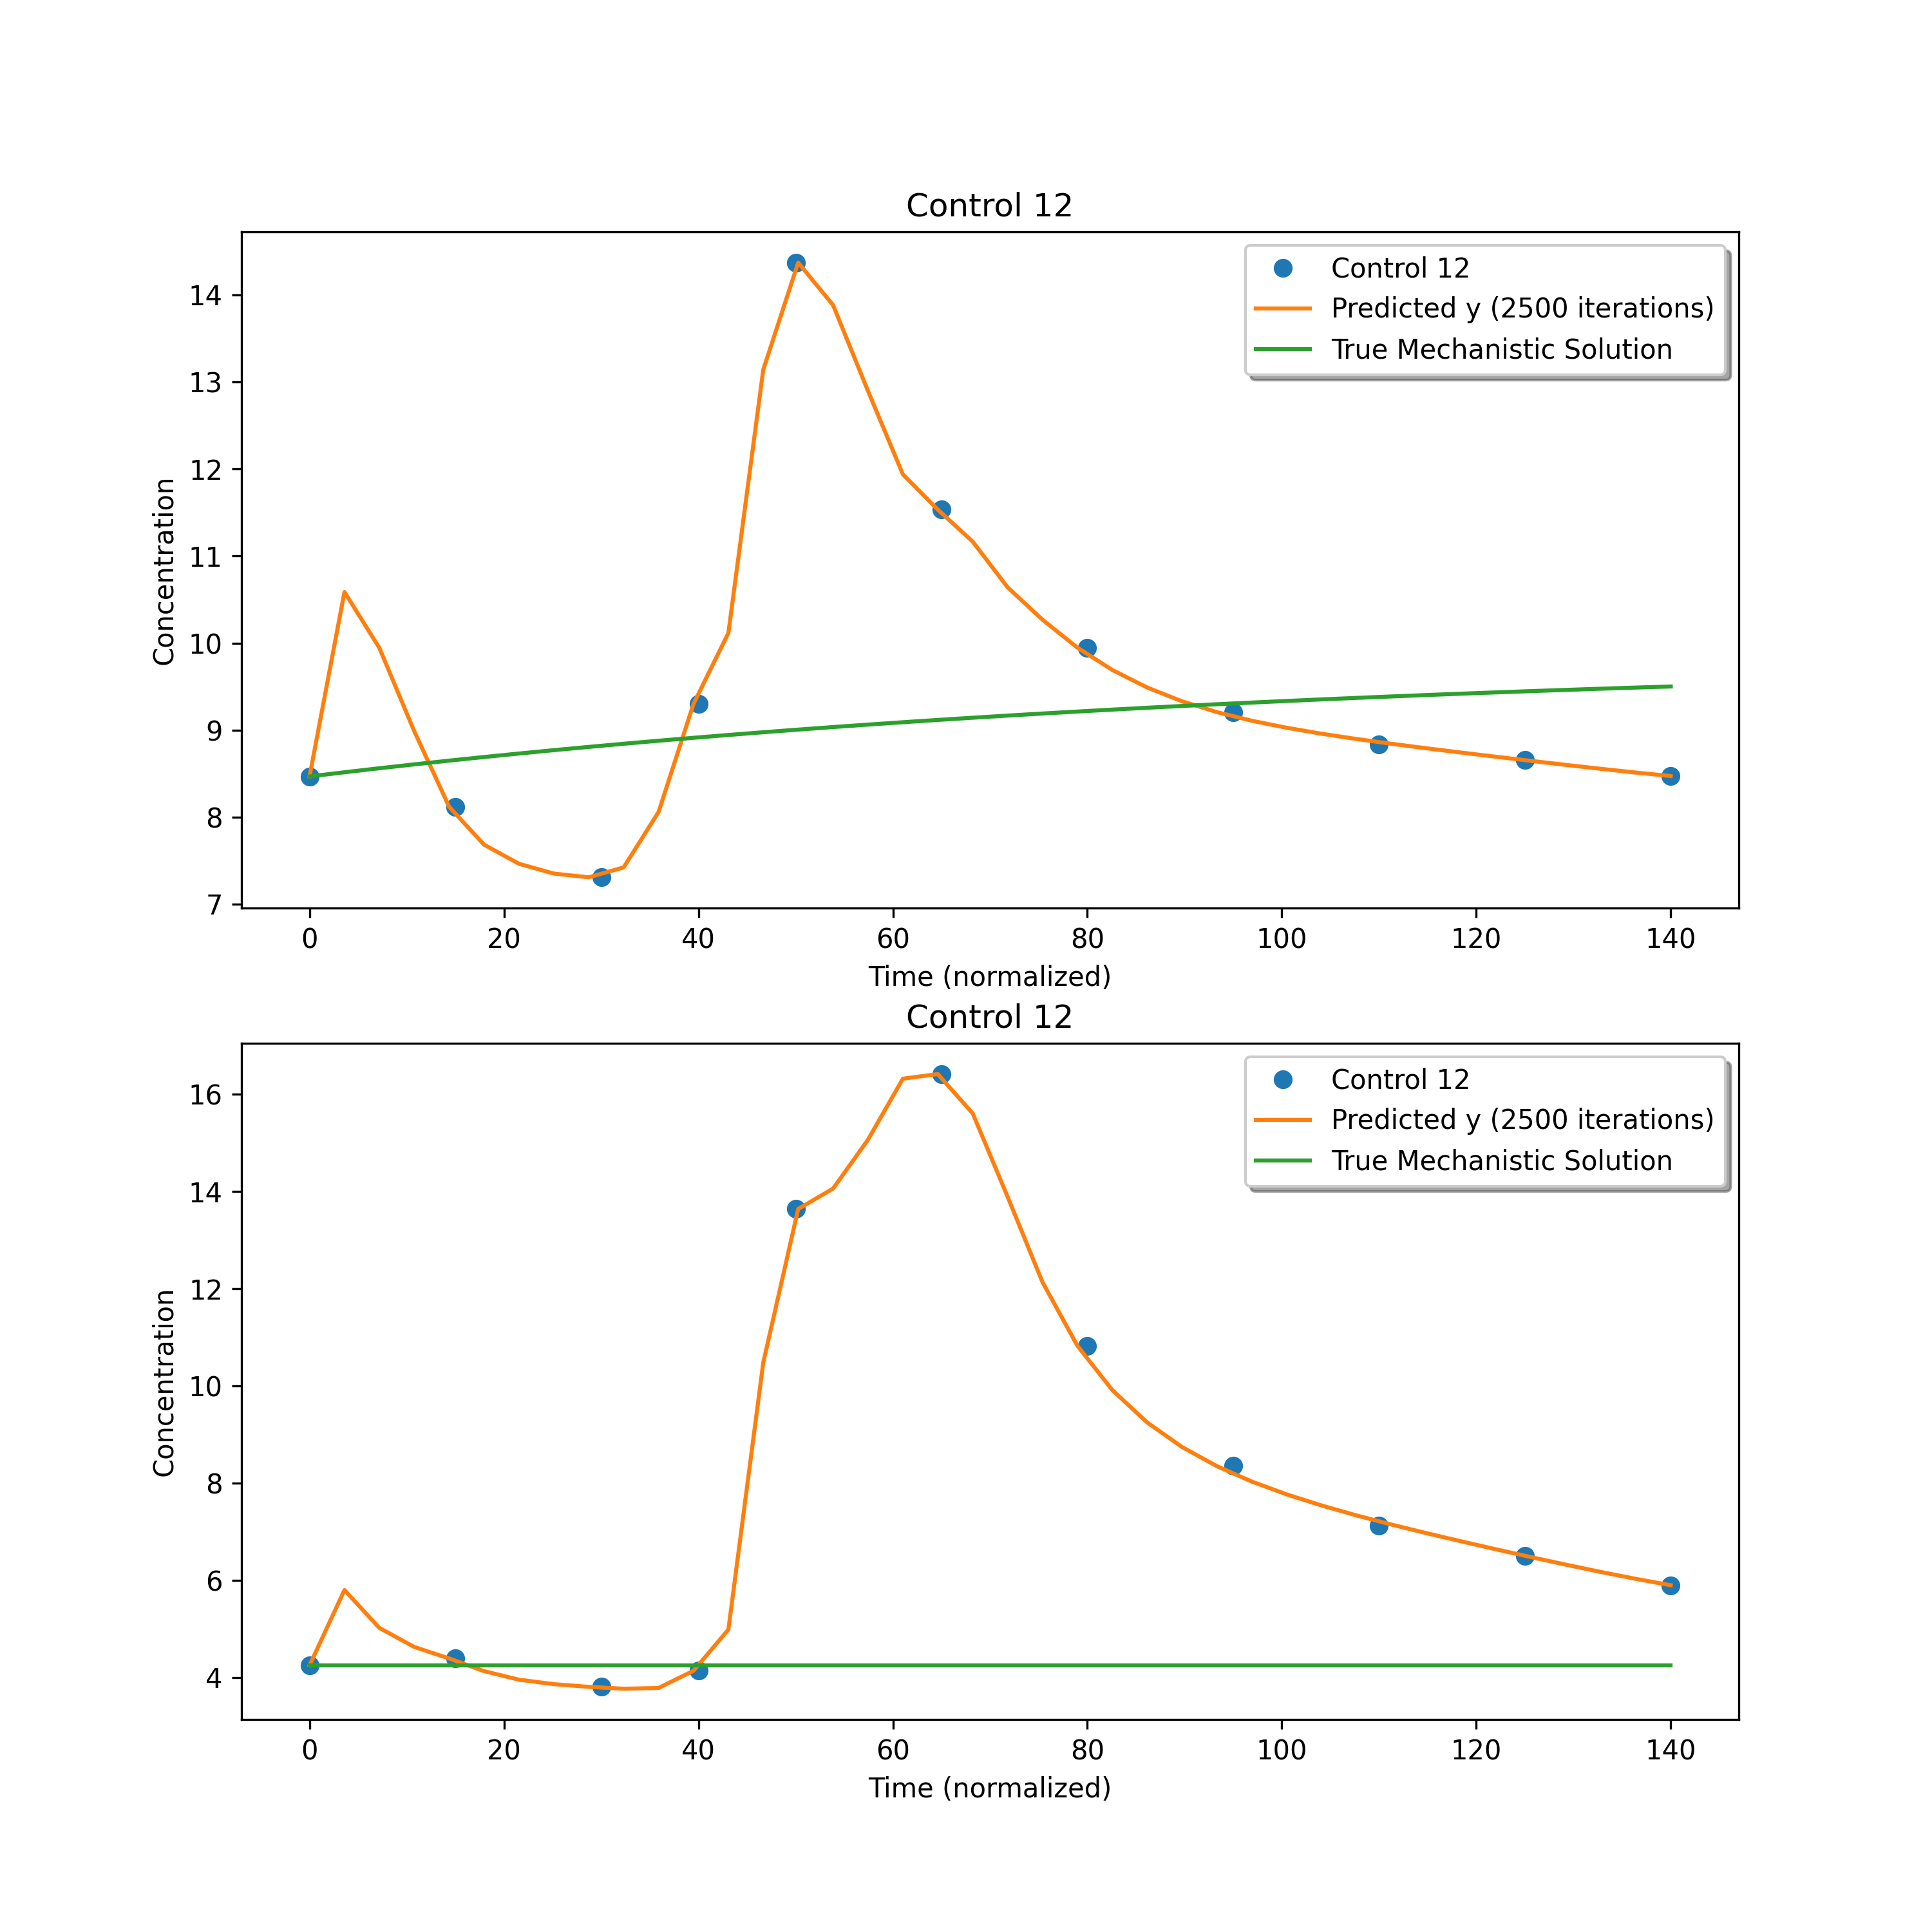 Control 12
Control 12
Predicted y (2500 iterations)
True Mechanistic Solution
Concentration
14
13
12
11
10
9
8
7
0 20 40 60 80 100 120 140
Time (normalized)
Control 12
Control 12
Predicted y (2500 iterations)
True Mechanistic Solution
Concentration
16
14
12
10
8
6
4
0 20 40 60 80 100 120 140
Time (normalized)